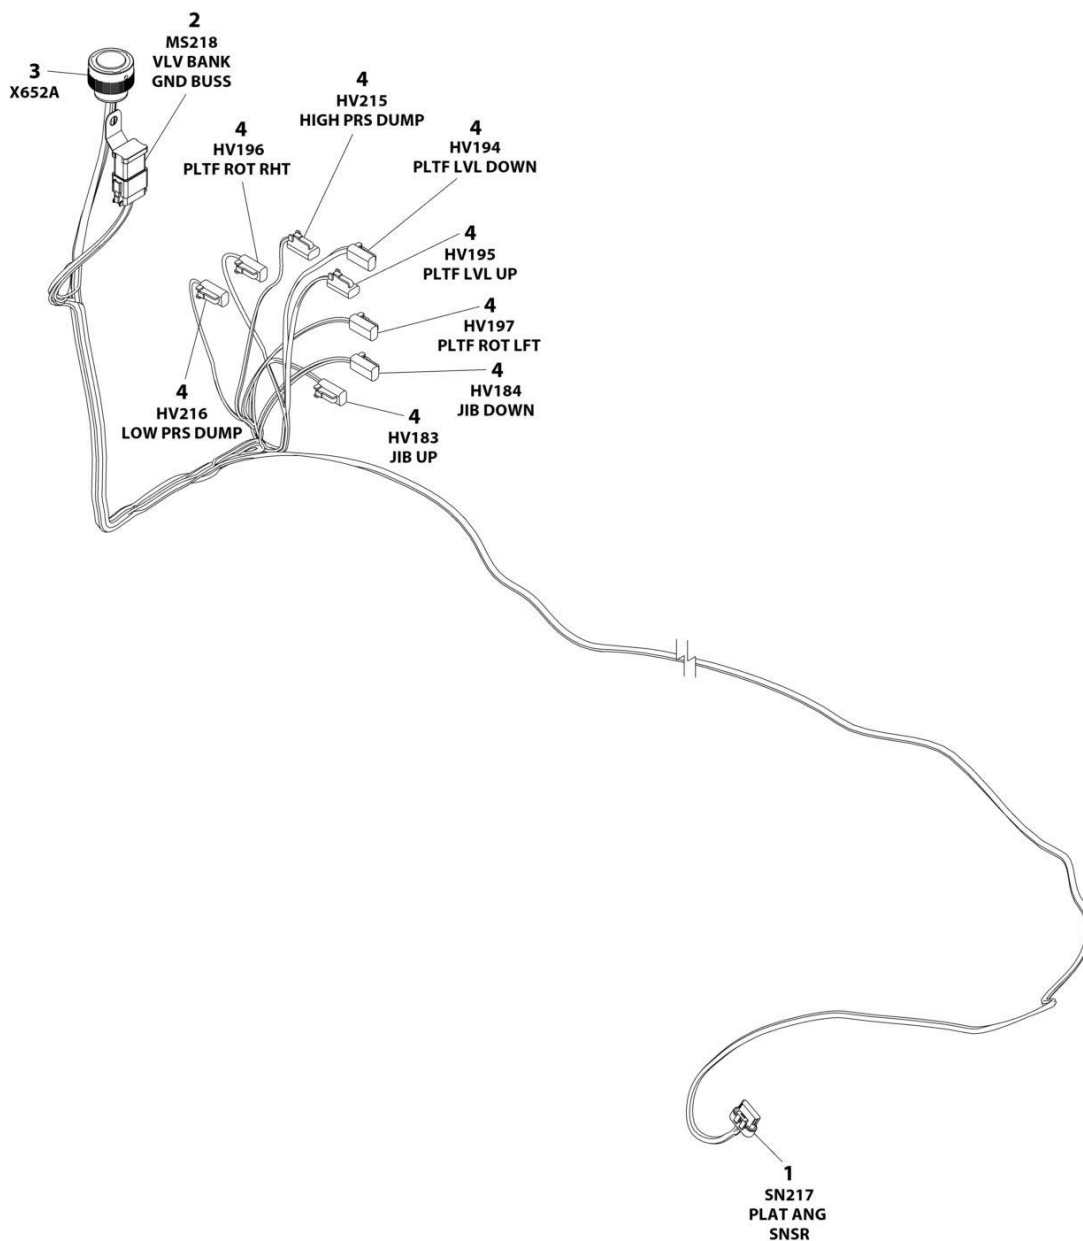 2
MS218
VLV BANK
GND BUSS
3
X652A
4
HV215
HIGH PRS DUMP
4
HV196
PLTF ROT RHT
4
HV194
PLTF LVL DOWN
4
HV195
PLTF LVL UP
4
HV197
PLTF ROT LFT
4
HV184
JIB DOWN
4
HV216
LOW PRS DUMP
4
HV183
JIB UP
1
SN217
PLAT ANG
SNSR